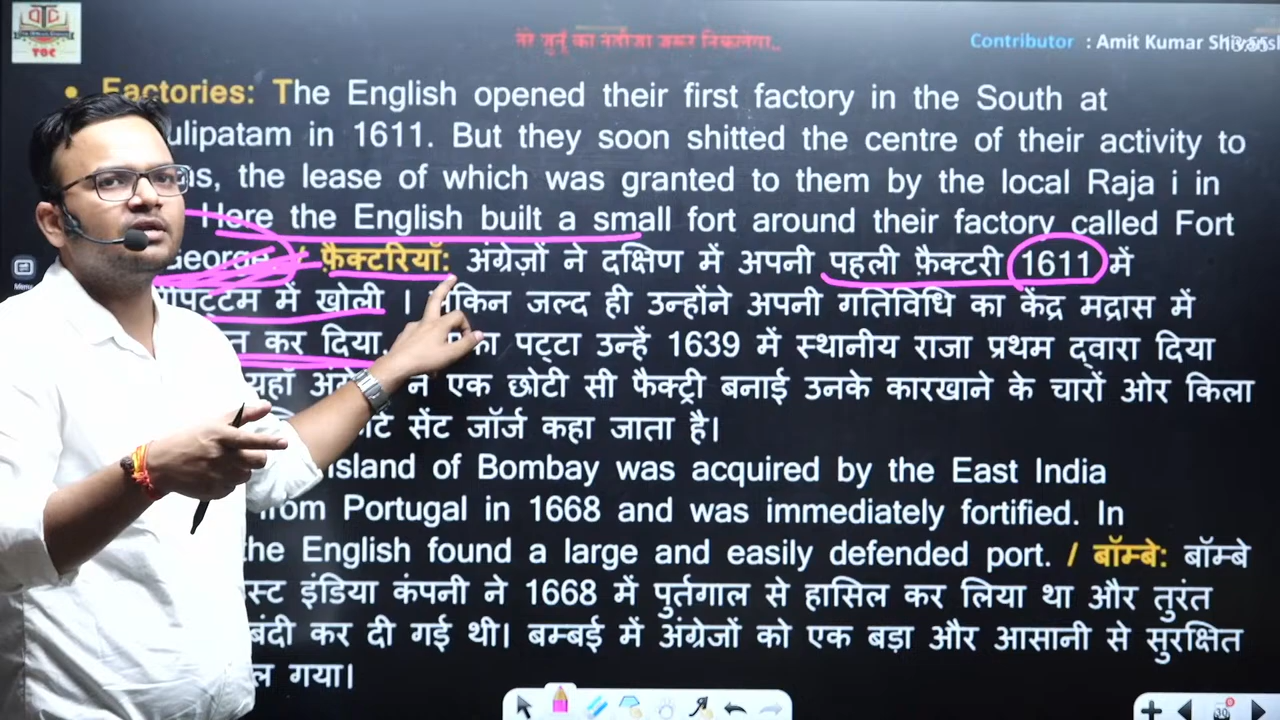 TOC
तेरे जुनूं का नतीजा जरूर निकलेगा..
Contributor : Amit Kumar
• Factories: The English opened their first factory in the South at
ulipatam in 1611. But they soon shitted the centre of their activity to
as, the lease of which was granted to them by the local Raja i in
Here the English built a small fort around their factory called Fort
George / फ़ैक्टरियाँ: अंग्रेज़ों ने दक्षिण में अपनी पहली फ़ैक्टरी 1611 में
में खोली । उन्होंने अपनी गतिविधि का केंद्र मद्रास में
जल्द ही
कर दिया, पट्टा उन्हें 1639 में स्थानीय राजा प्रथम द्वारा दिया
यहाँ एक छोटी सी फैक्ट्री बनाई उनके कारखाने के चारों ओर किला
सेंट जॉर्ज कहा जाता है।
island of Bombay was acquired by the East India
from Portugal in 1668 and was immediately fortified. In
the English found a large and easily defended port. / बॉम्बे: बॉम्बे
इंडिया कंपनी ने 1668 में पुर्तगाल से हासिल कर लिया था और तुरंत
बंदी कर दी गई थी। बम्बई में अंग्रेजों को एक बड़ा और आसानी से सुरक्षित
गया।